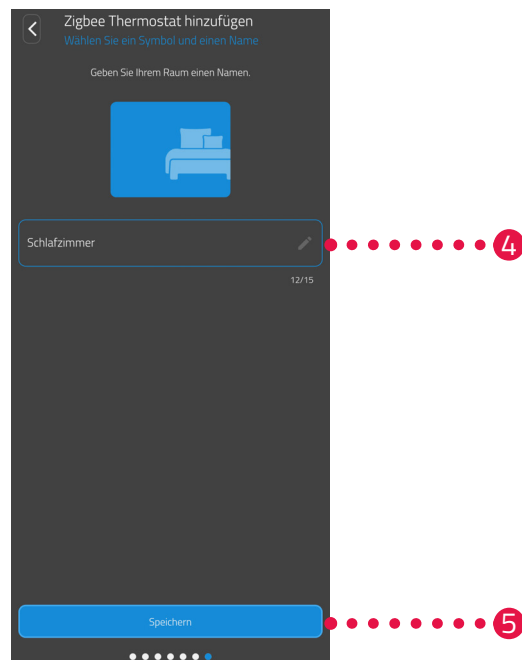 Zigbee Thermostat hinzufügen
Wählen Sie ein Symbol und einen Name
Geben Sie Ihrem Raum einen Namen.
Schlafzimmer
4
12/15
Speichern
5